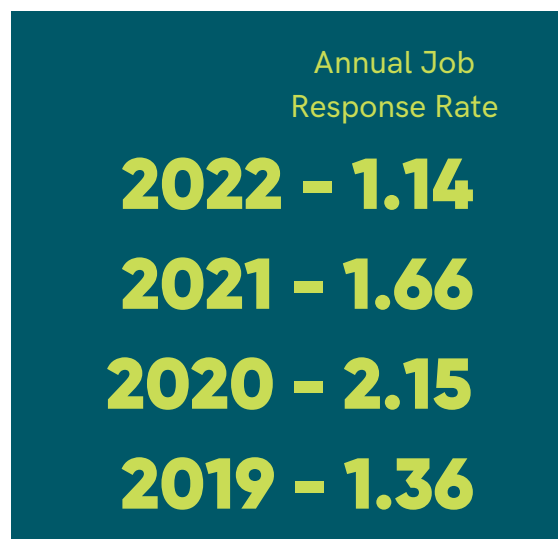 Annual Job
Response Rate
2022 – 1.14
2021 – 1.66
2020 – 2.15
2019 – 1.36